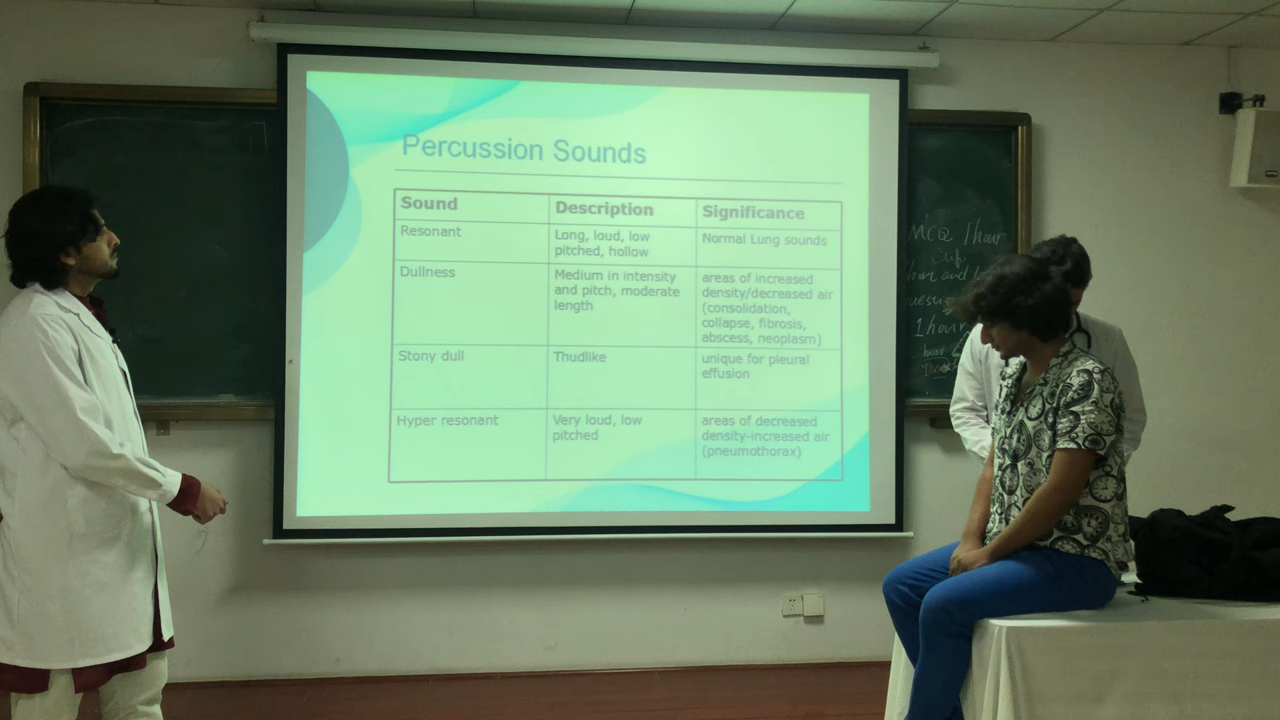 Percussion Sounds
Sound
Description
Significance
Resonant
Long, loud, low
pitched, hollow
Normal Lung sounds
Dullness
Medium in intensity
and pitch, moderate
length
areas of increased
density/decreased air
(consolidation,
collapse, fibrosis,
abscess, neoplasm)
Stony dull
Thudlike
unique for pleural
effusion
Hyper resonant
Very loud, low
pitched
areas of decreased
density-increased air
(pneumothorax)
MCQ 1hour
and
1hour
hour